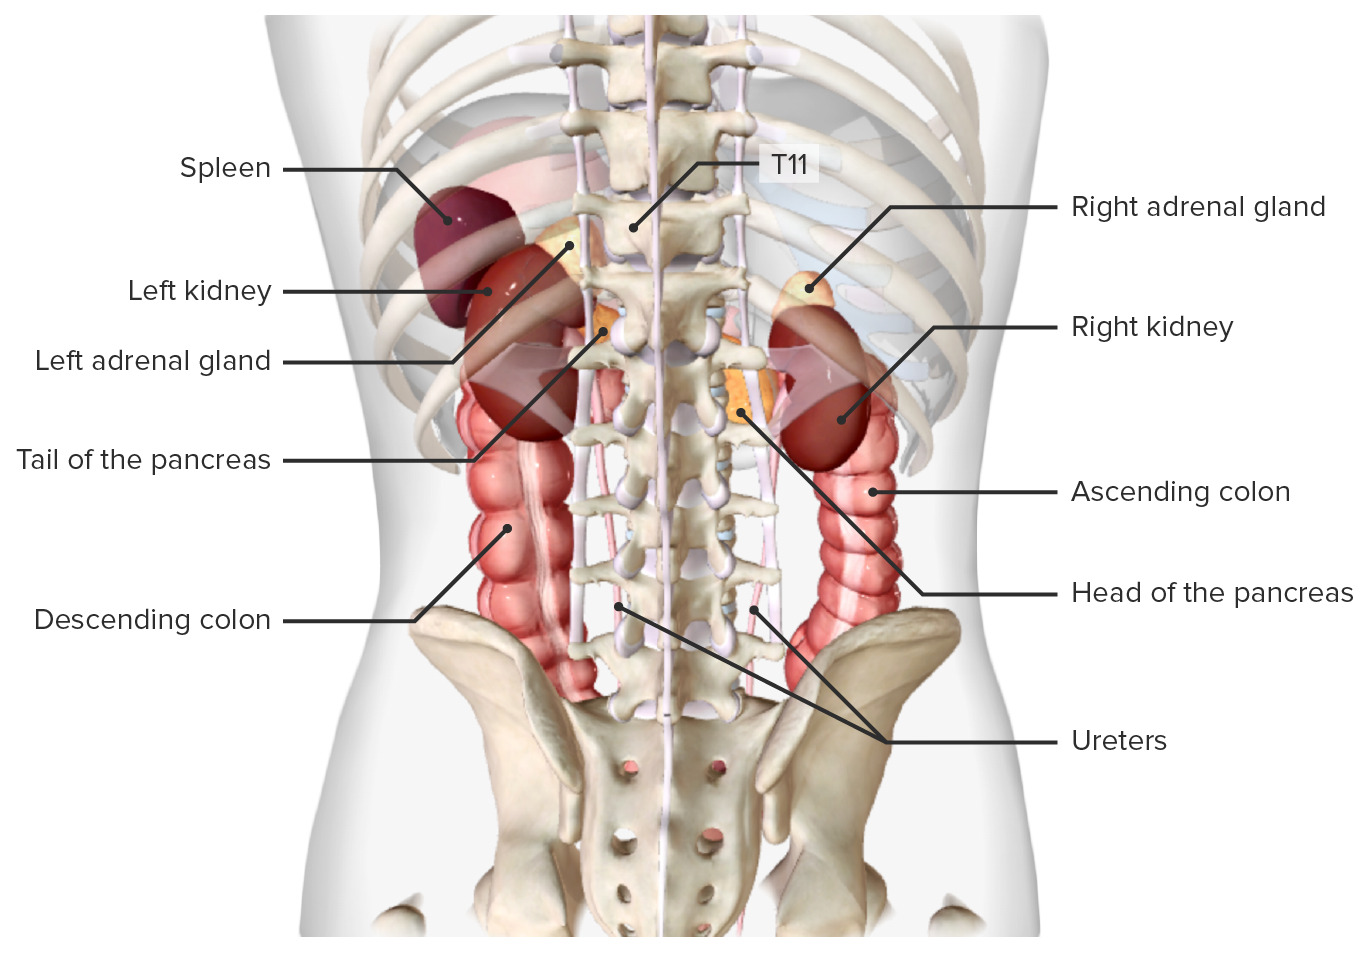 Spleen
T11
Right adrenal gland
Left kidney
Right kidney
Left adrenal gland
Tail of the pancreas
Ascending colon
Head of the pancreas
Descending colon
Ureters